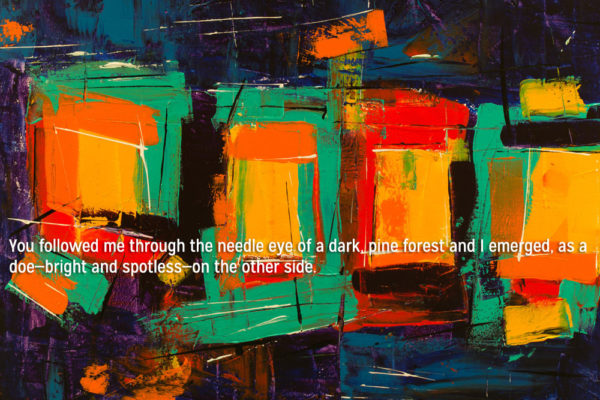 You followed me through the needle eye of a dark, pine forest and I emerged, as a
doe—bright and spotless—on the other side.